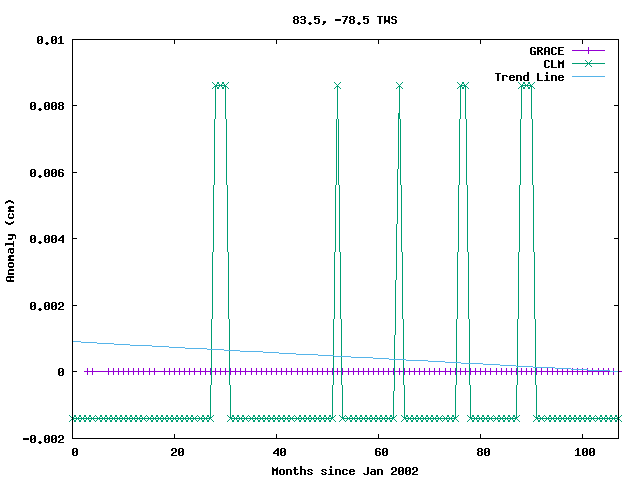 83.5, -78.5 TWS
GRACE
CLM
Trend Line
0.01
0.008
0.006
0.004
0.002
0
-0.002
Anomaly (cm)
0 20 40 60 80 100
Months since Jan 2002